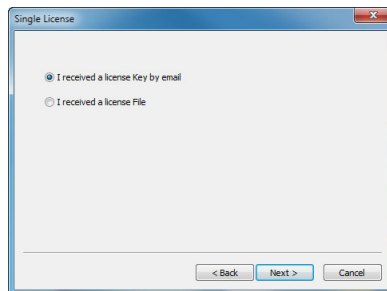 Single License
I received a license Key by email
I received a license File
< Back
Next >
Cancel